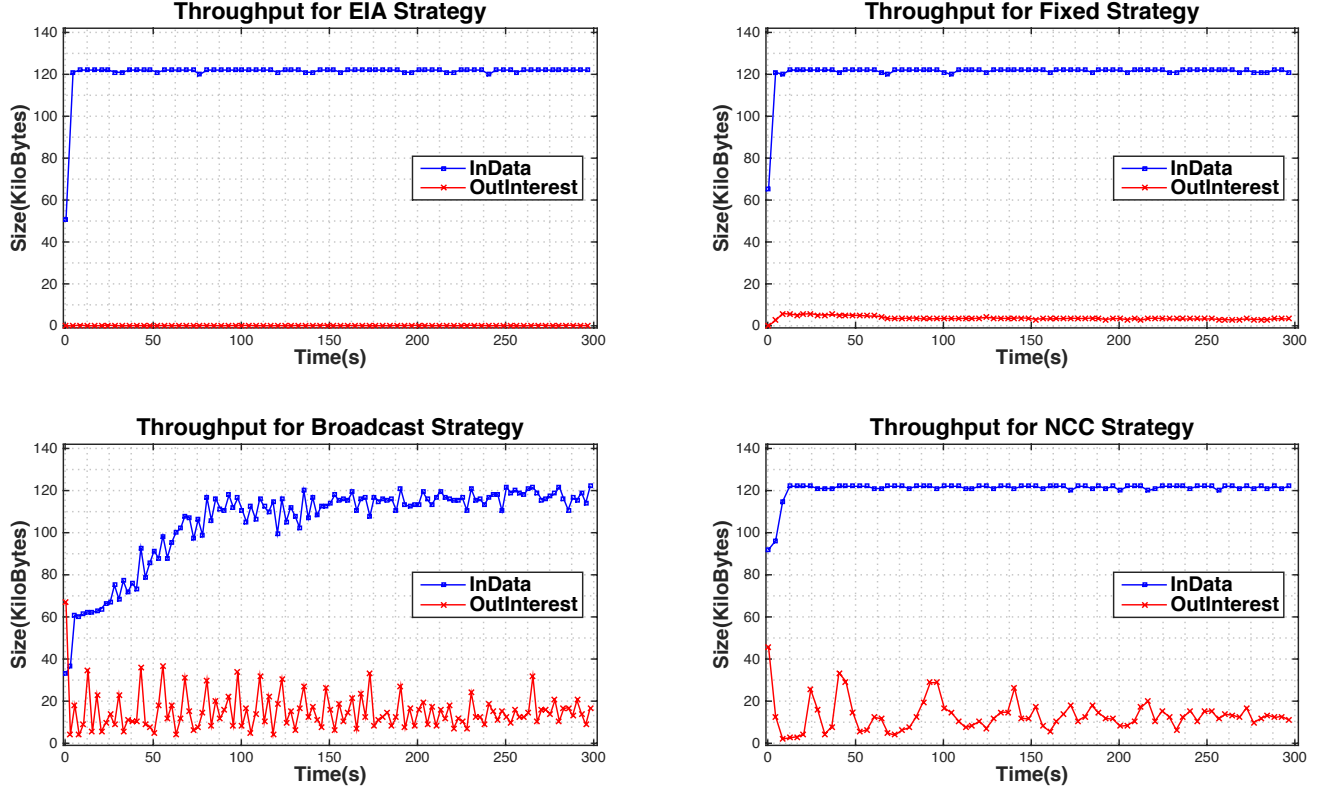 Throughput for EIA Strategy
140
120
100
80
60
40
20
0
Size(KiloBytes)
InData
OutInterest
0 50 100 150 200 250 300
Time(s)
Throughput for Fixed Strategy
140
120
100
80
60
40
20
0
Size(KiloBytes)
InData
OutInterest
0 50 100 150 200 250 300
Time(s)
Throughput for Broadcast Strategy
140
120
100
80
60
40
20
0
Size(KiloBytes)
InData
OutInterest
0 50 100 150 200 250 300
Time(s)
Throughput for NCC Strategy
140
120
100
80
60
40
20
0
Size(KiloBytes)
InData
OutInterest
0 50 100 150 200 250 300
Time(s)